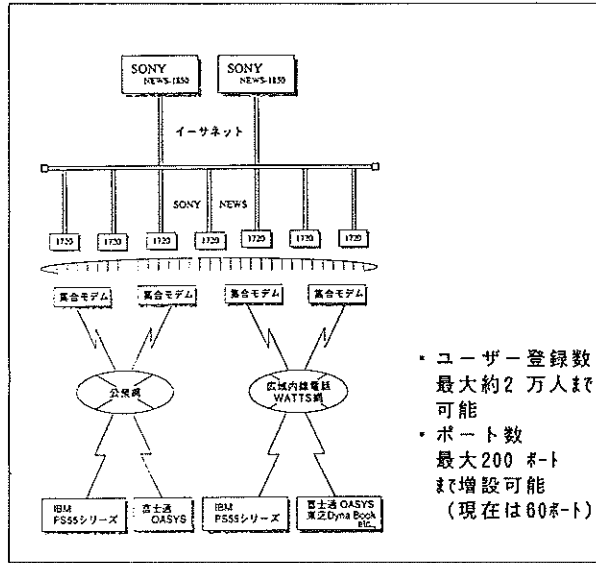 SONY
NEWS-1850
SONY
NEWS-1850
イーサネット
SONY NEWS
1720 1720 1720 1720 1720 1720 1720
集合モデム 集合モデム 集合モデム 集合モデム
公衆網
広域内線電話
WATTS網
IBM
PS55シリーズ
富士通
OASYS
IBM
PS55シリーズ
富士通 OASYS
東芝Dyna Book
etc.
・ユーザー登録数
最大約2 万人まで
可能
・ポート数
最大200 ポート
まで増設可能
(現在は60ポート)